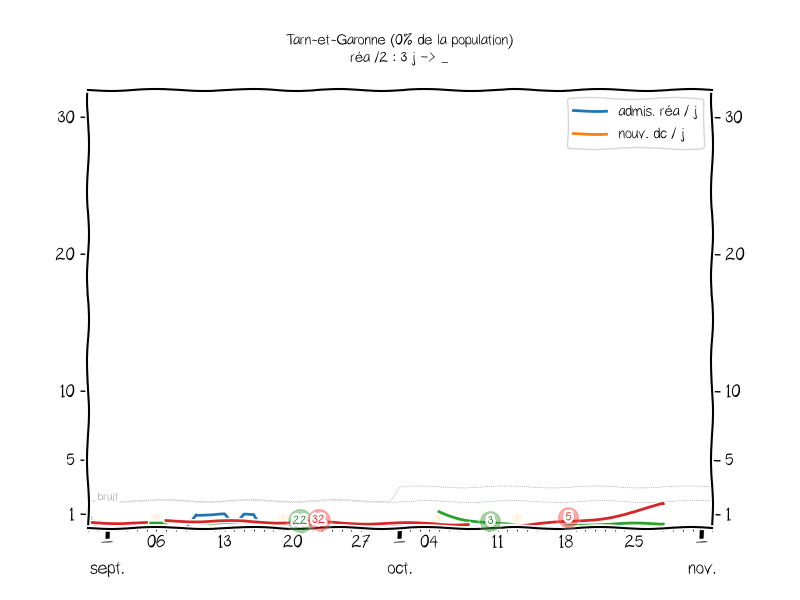 Tarn-et-Garonne (0% de la population)
réa /2 : 3 j -> _
admis. réa / j
nouv. dc / j
30
30
20
20
10
10
5
5
bruit
1
1
22
32
3
5
06
13
20
27
04
11
18
25
sept.
oct.
nov.